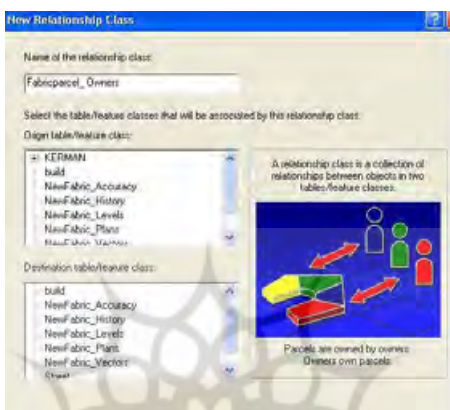 New Relationship Class
Name of the relationship class:
Fabricparcel_Owners
Select the table/feature classes that will be associated by this relationship class.
Origin table/feature class:
KERMAN
build
NewFabric_Accuracy
NewFabric_History
NewFabric_Levels
NewFabric_Plans
NewFabric_Vectors
Destination table/feature class:
build
NewFabric_Accuracy
NewFabric_History
NewFabric_Levels
NewFabric_Plans
NewFabric_Vectors
Street
A relationship class is a collection of
relationships between objects in two
tables/feature classes.
Parcels are owned by owners
Owners own parcels